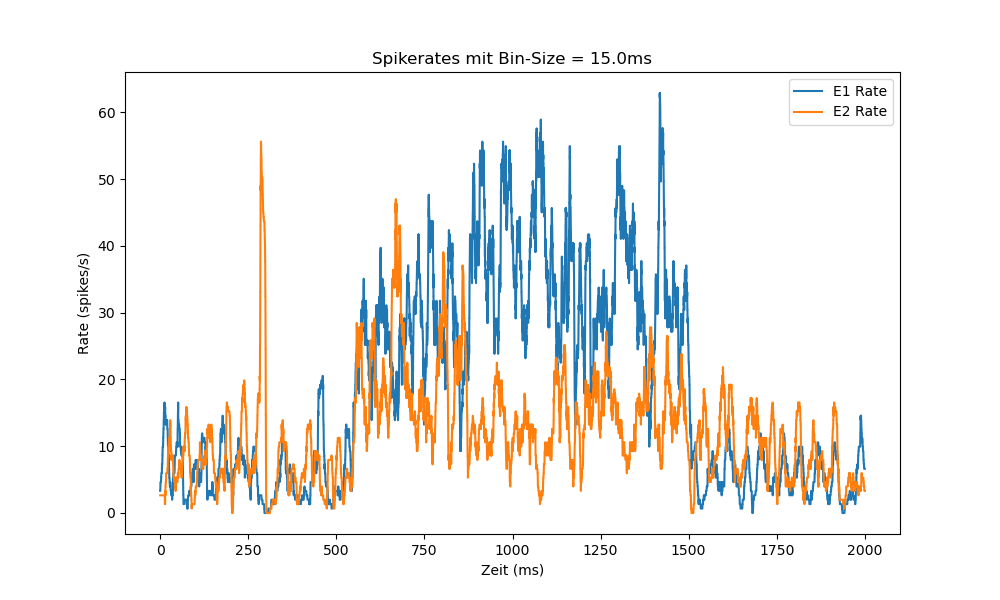 Spikerates mit Bin-Size = 15.0ms
E1 Rate
E2 Rate
60
50
40
30
20
10
0
Rate (spikes/s)
0 250 500 750 1000 1250 1500 1750 2000
Zeit (ms)